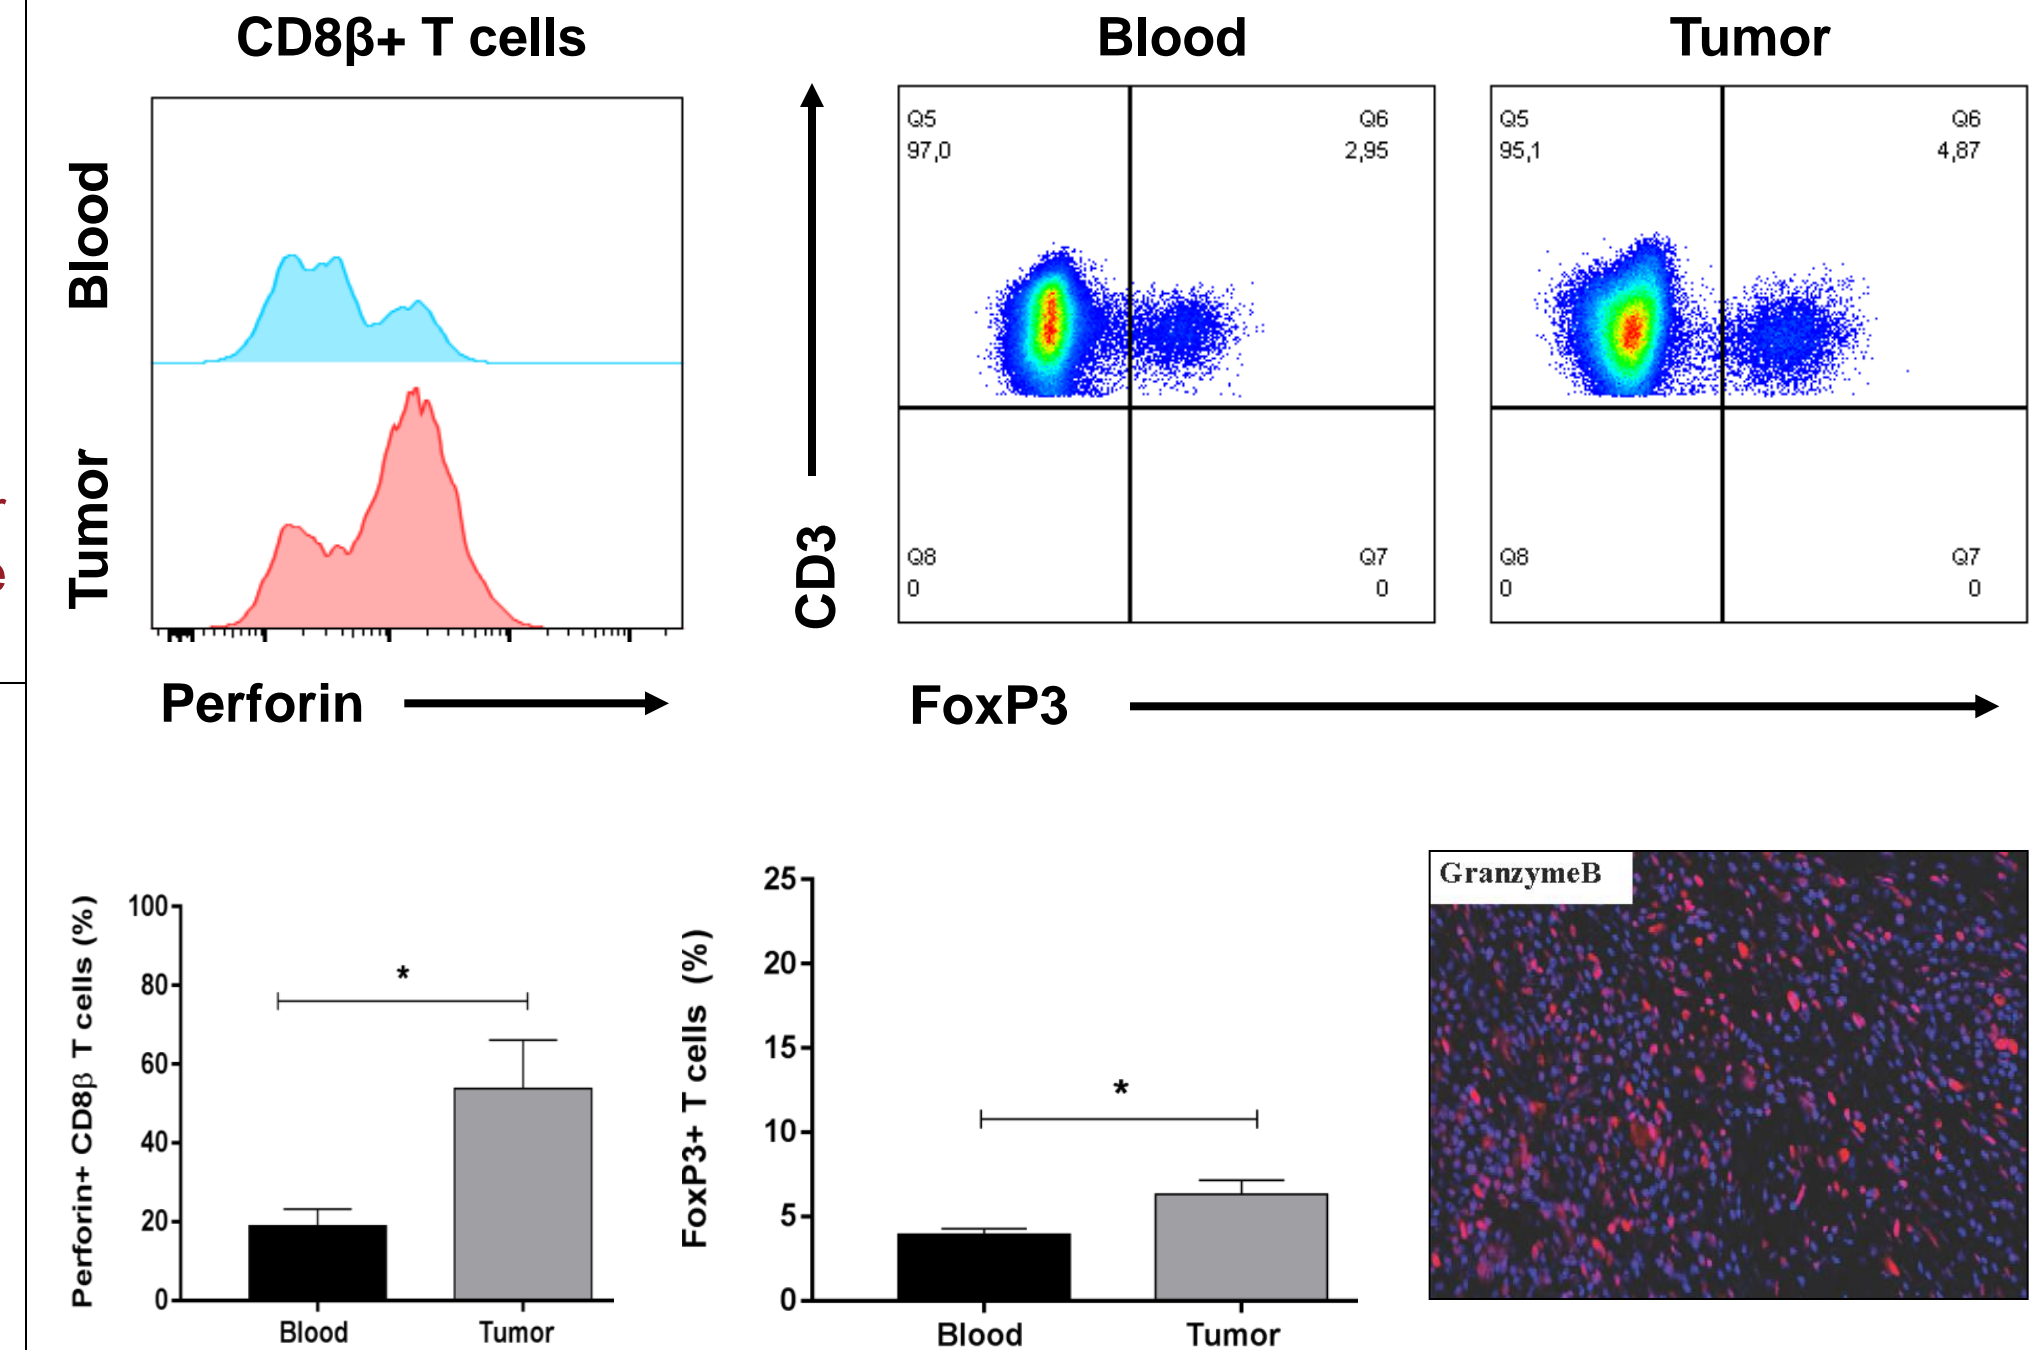 CD8β+ T cells
Blood
Tumor
Perforin
Blood
Tumor
Q5
97,0
Q6
2,95
Q8
0
Q7
0
Q5
95,1
Q6
4,87
Q8
0
Q7
0
CD3
FoxP3
Perforin+ CD8β T cells (%)
100
80
60
40
20
0
*
Blood
Tumor
FoxP3+ T cells (%)
25
20
15
10
5
0
*
Blood
Tumor
GranzymeB
r
e